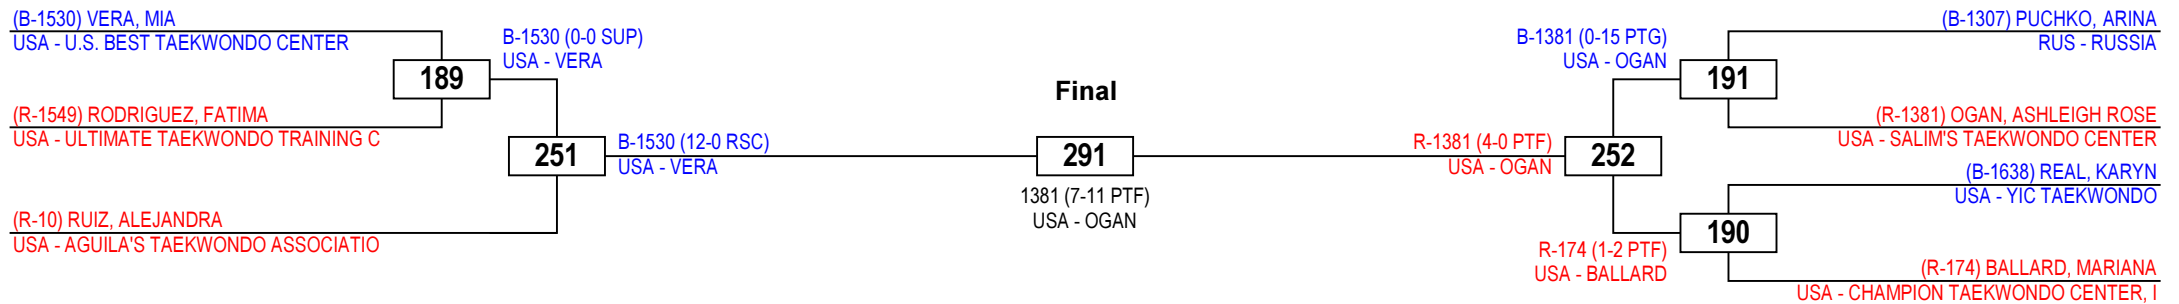 (B-1530) VERA, MIA
USA - U.S. BEST TAEKWONDO CENTER
B-1530 (0-0 SUP)
USA - VERA
189
(R-1549) RODRIGUEZ, FATIMA
USA - ULTIMATE TAEKWONDO TRAINING C
251
B-1530 (12-0 RSC)
USA - VERA
(R-10) RUIZ, ALEJANDRA
USA - AGUILA'S TAEKWONDO ASSOCIATIO
Final
291
1381 (7-11 PTF)
USA - OGAN
(B-1307) PUCHKO, ARINA
RUS - RUSSIA
B-1381 (0-15 PTG)
USA - OGAN
191
(R-1381) OGAN, ASHLEIGH ROSE
USA - SALIM'S TAEKWONDO CENTER
R-1381 (4-0 PTF)
USA - OGAN
252
(B-1638) REAL, KARYN
USA - YIC TAEKWONDO
190
R-174 (1-2 PTF)
USA - BALLARD
(R-174) BALLARD, MARIANA
USA - CHAMPION TAEKWONDO CENTER, I